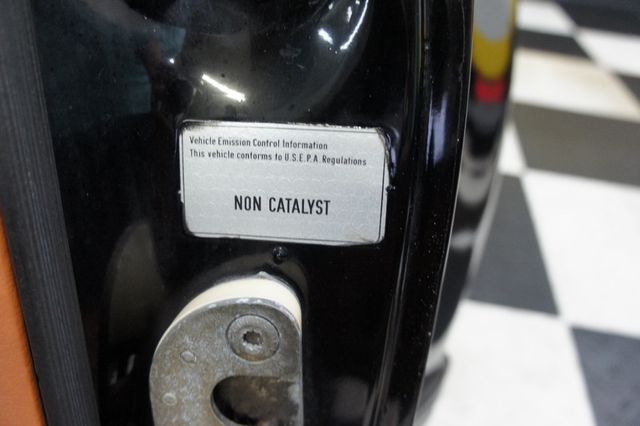 Vehicle Emission Control Information
This vehicle conforms to U.S.E.P.A. Regulations
NON CATALYST